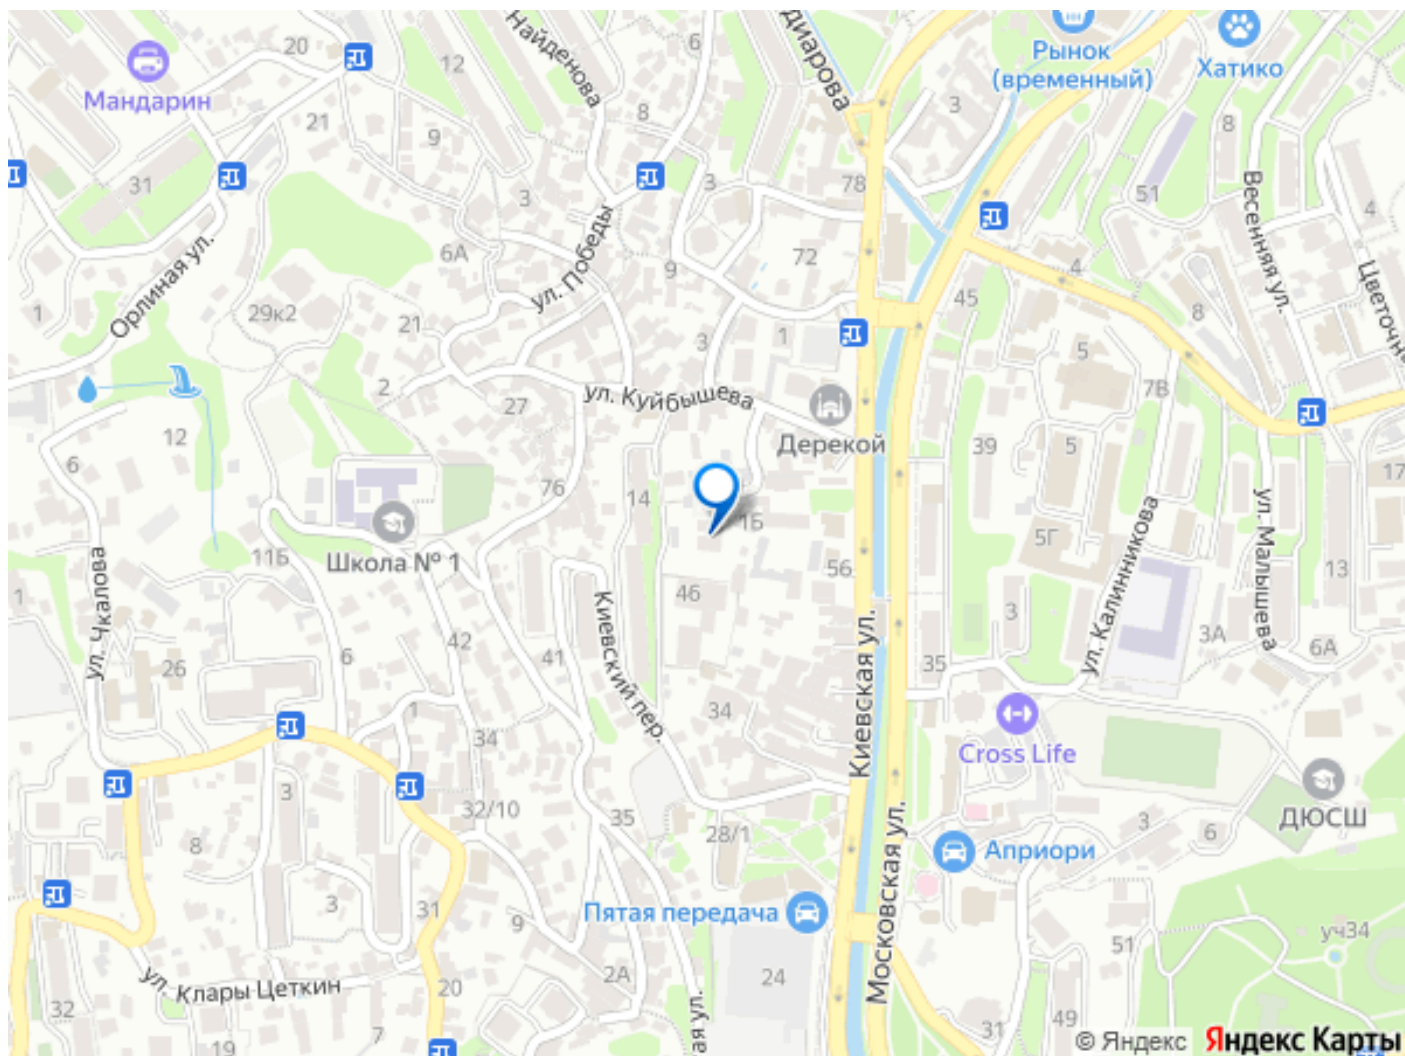 20
12
Найденова
6
диарова
Рынок
(временный)
Хатико
Мандарин
21
9
8
3
8
3
3
78
51
Весенняя ул.
4
31
Орлиная ул.
6А
ул. Победы
9
72
4
Цветочна
1
29к2
21
45
8
3
1
5
2
27
ул. Куйбышева
Дерекой
7В
12
6
76
14
39
5
17
1Б
5Г
ул. Калинникова
ул. Малышева
Школа № 1
11Б
56
13
1
ул. Чкалова
46
Киевский пер.
3
3А
6А
42
41
26
6
35
Киевская ул.
1
34
34
Cross Life
3
32/10
35
28/1
ДЮСШ
3
6
8
Априори
Московская ул.
3
31
9
Пятая передача
51
уч34
2А
24
ул. Клары Цеткин
20
32
7
19
ая ул.
31
49
© Яндекс Яндекс Карты